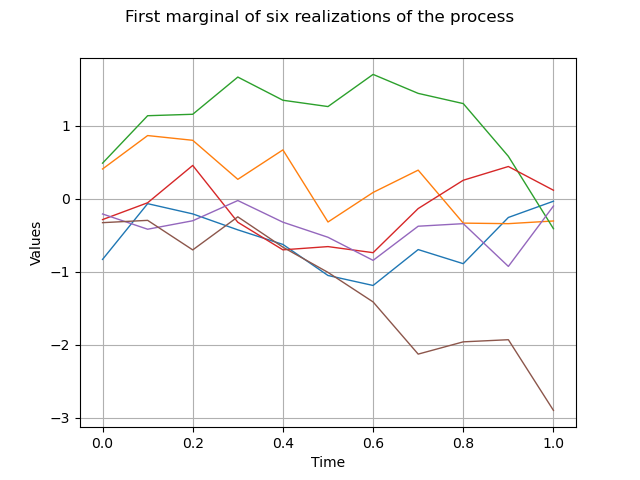 First marginal of six realizations of the process
Values
1
0
−1
−2
−3
0.0 0.2 0.4 0.6 0.8 1.0
Time